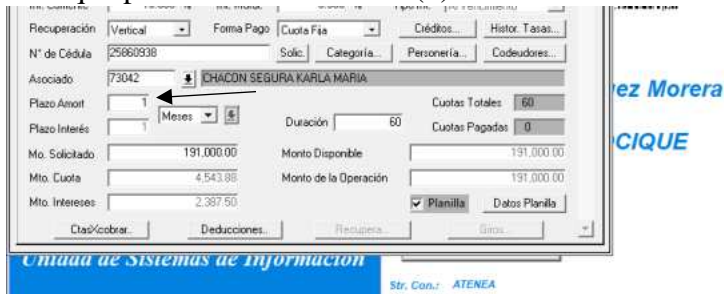 Recuperación Vertical Forma Pago Cuota Fija Créditos... Histor. Tasas...
N° de Cédula 25860938 Solic. Categoría... Personería... Codeudores...
Asociado 73042 CHACON SEGURA KARLA MARIA
ez Morera
Plazo Amort 1 Meses Duración 60 Cuotas Totales 60
Plazo Interés 1 Cuotas Pagadas 0
CIQUE
Mo. Solicitado 191,000.00 Monto Disponible 191,000.00
Mto. Cuota 4,543.88 Monto de la Operación 191,000.00
Mto. Intereses 2,387.50 Planilla Datos Planilla
CtasXcobrar.. Deducciones.. Recupera... Giros...
Unidad de Sistemas de Información
Str. Con.: ATENEA